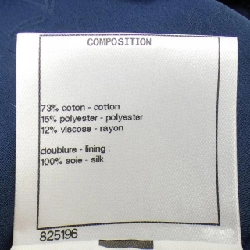 COMPOSITION
73% coton - cotton
15% polyester - polyester
12% viscose - rayon
doublure - lining
100% soie - silk
825196